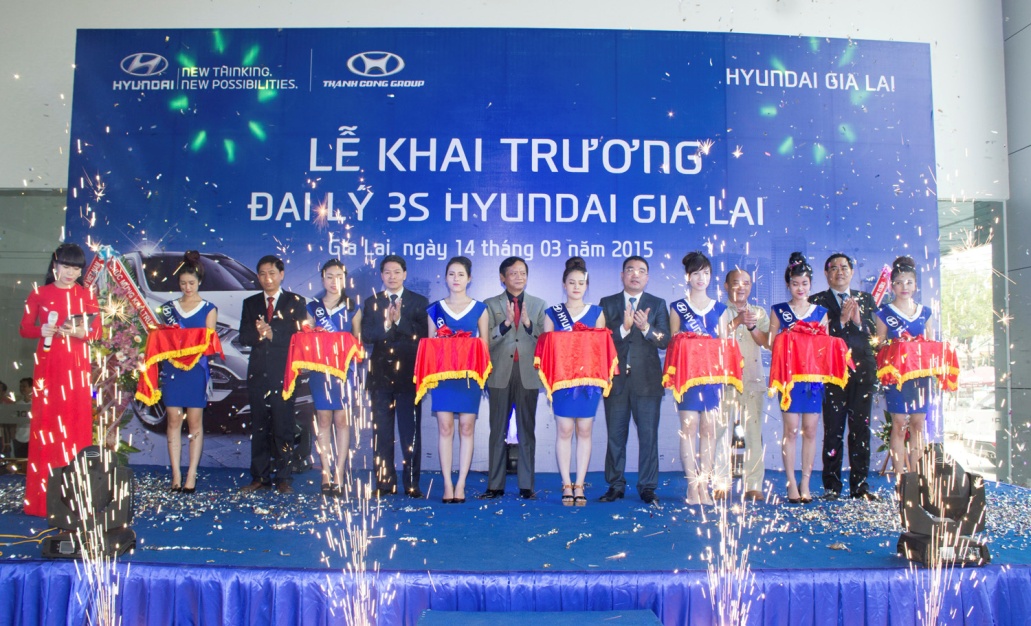 HYUNDAI
NEW THINKING.
NEW POSSIBILITIES.
THANH CONG GROUP
HYUNDAI GIA LAI
LỄ KHAI TRƯƠNG
ĐẠI LÝ 3S HYUNDAI GIA LAI
Gia Lai, ngày 14 tháng 03 năm 2015